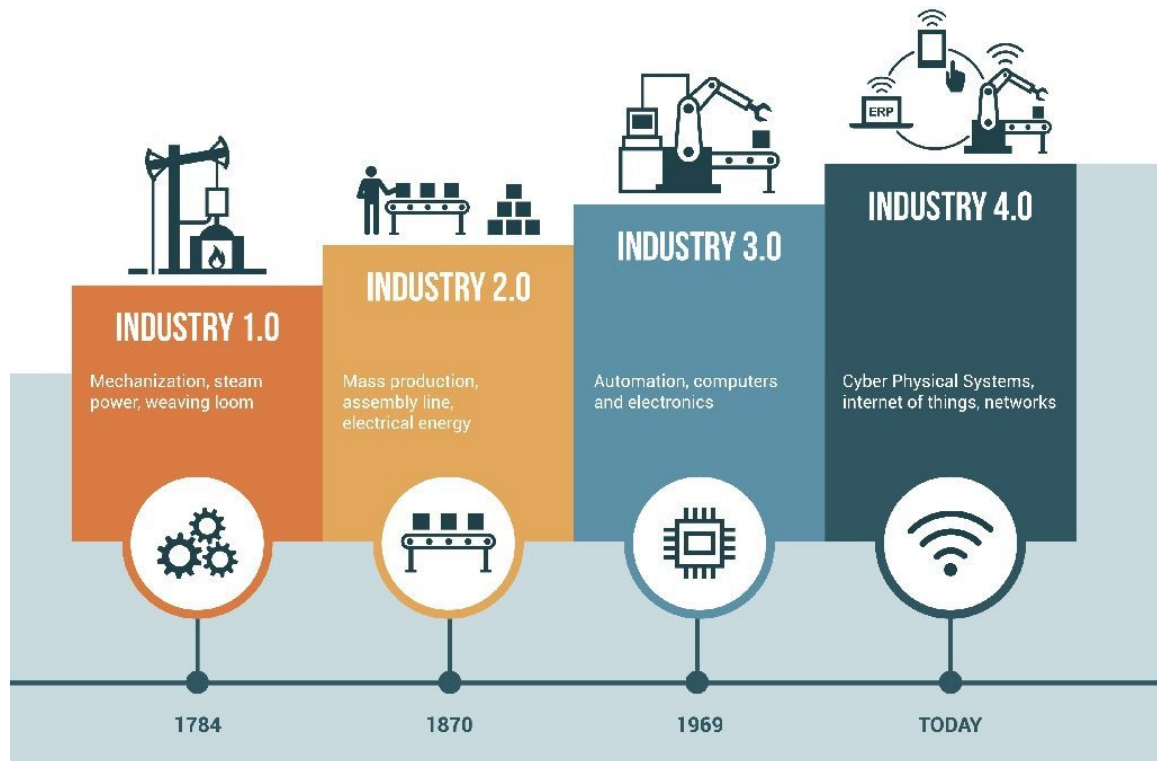 ERP
INDUSTRY 1.0
Mechanization, steam
power, weaving loom
INDUSTRY 2.0
Mass production,
assembly line,
electrical energy
INDUSTRY 3.0
Automation, computers
and electronics
INDUSTRY 4.0
Cyber Physical Systems,
internet of things, networks
1784
1870
1969
TODAY